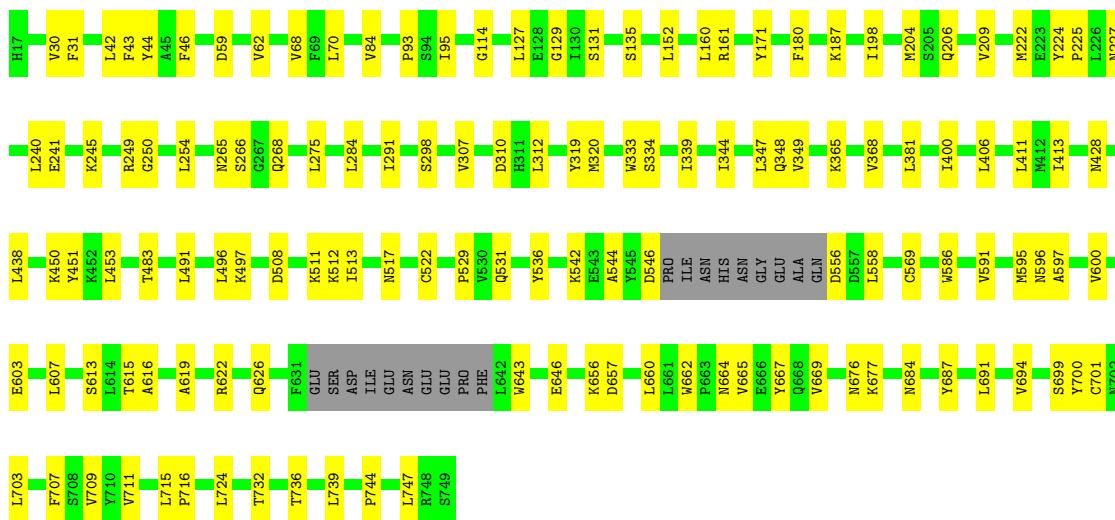 H17 V30 F31 L42 F43 Y44 A45 F46 D59 V62 V68 F69 L70 V84 P93 S94 I95 G114 L127 E128 G129 I130 S131 S135 L152 L160 R161 Y171 F180 K187 I198 M204 S205 Q206 V209 M222 E223 Y224 P225 L226 N227
L240 E241 K245 R249 G250 L254 N265 S266 G267 Q268 L275 L284 I291 S298 V307 D310 H311 L312 Y319 M320 W333 S334 I339 I344 L347 Q348 V349 K365 V368 L381 I400 L406 L411 M412 I413 N428
L438 K450 Y451 K452 L453 T483 L491 L496 K497 D508 K511 K512 I513 N517 C522 P529 V530 Q531 Y536 K542 E543 A544 Y545 D546 PRO ILE ASN HIS ASN GLY GLU ALA GLN D556 D557 L558 C569 W586 V591 M595 N596 A597 V600
E603 L607 S613 L614 T615 A616 A619 R622 Q626 F631 GLU SER ASP ILE GLU ASN GLU GLU PRO PHE L642 W643 E646 K656 D657 L660 L661 W662 P663 N664 V665 E666 Y667 Q668 V669 N676 K677 N684 Y687 L691 V694 S699 Y700 C701 N702
L703 F707 S708 V709 Y710 V711 L715 P716 L724 T732 T736 L739 P744 L747 R748 S749